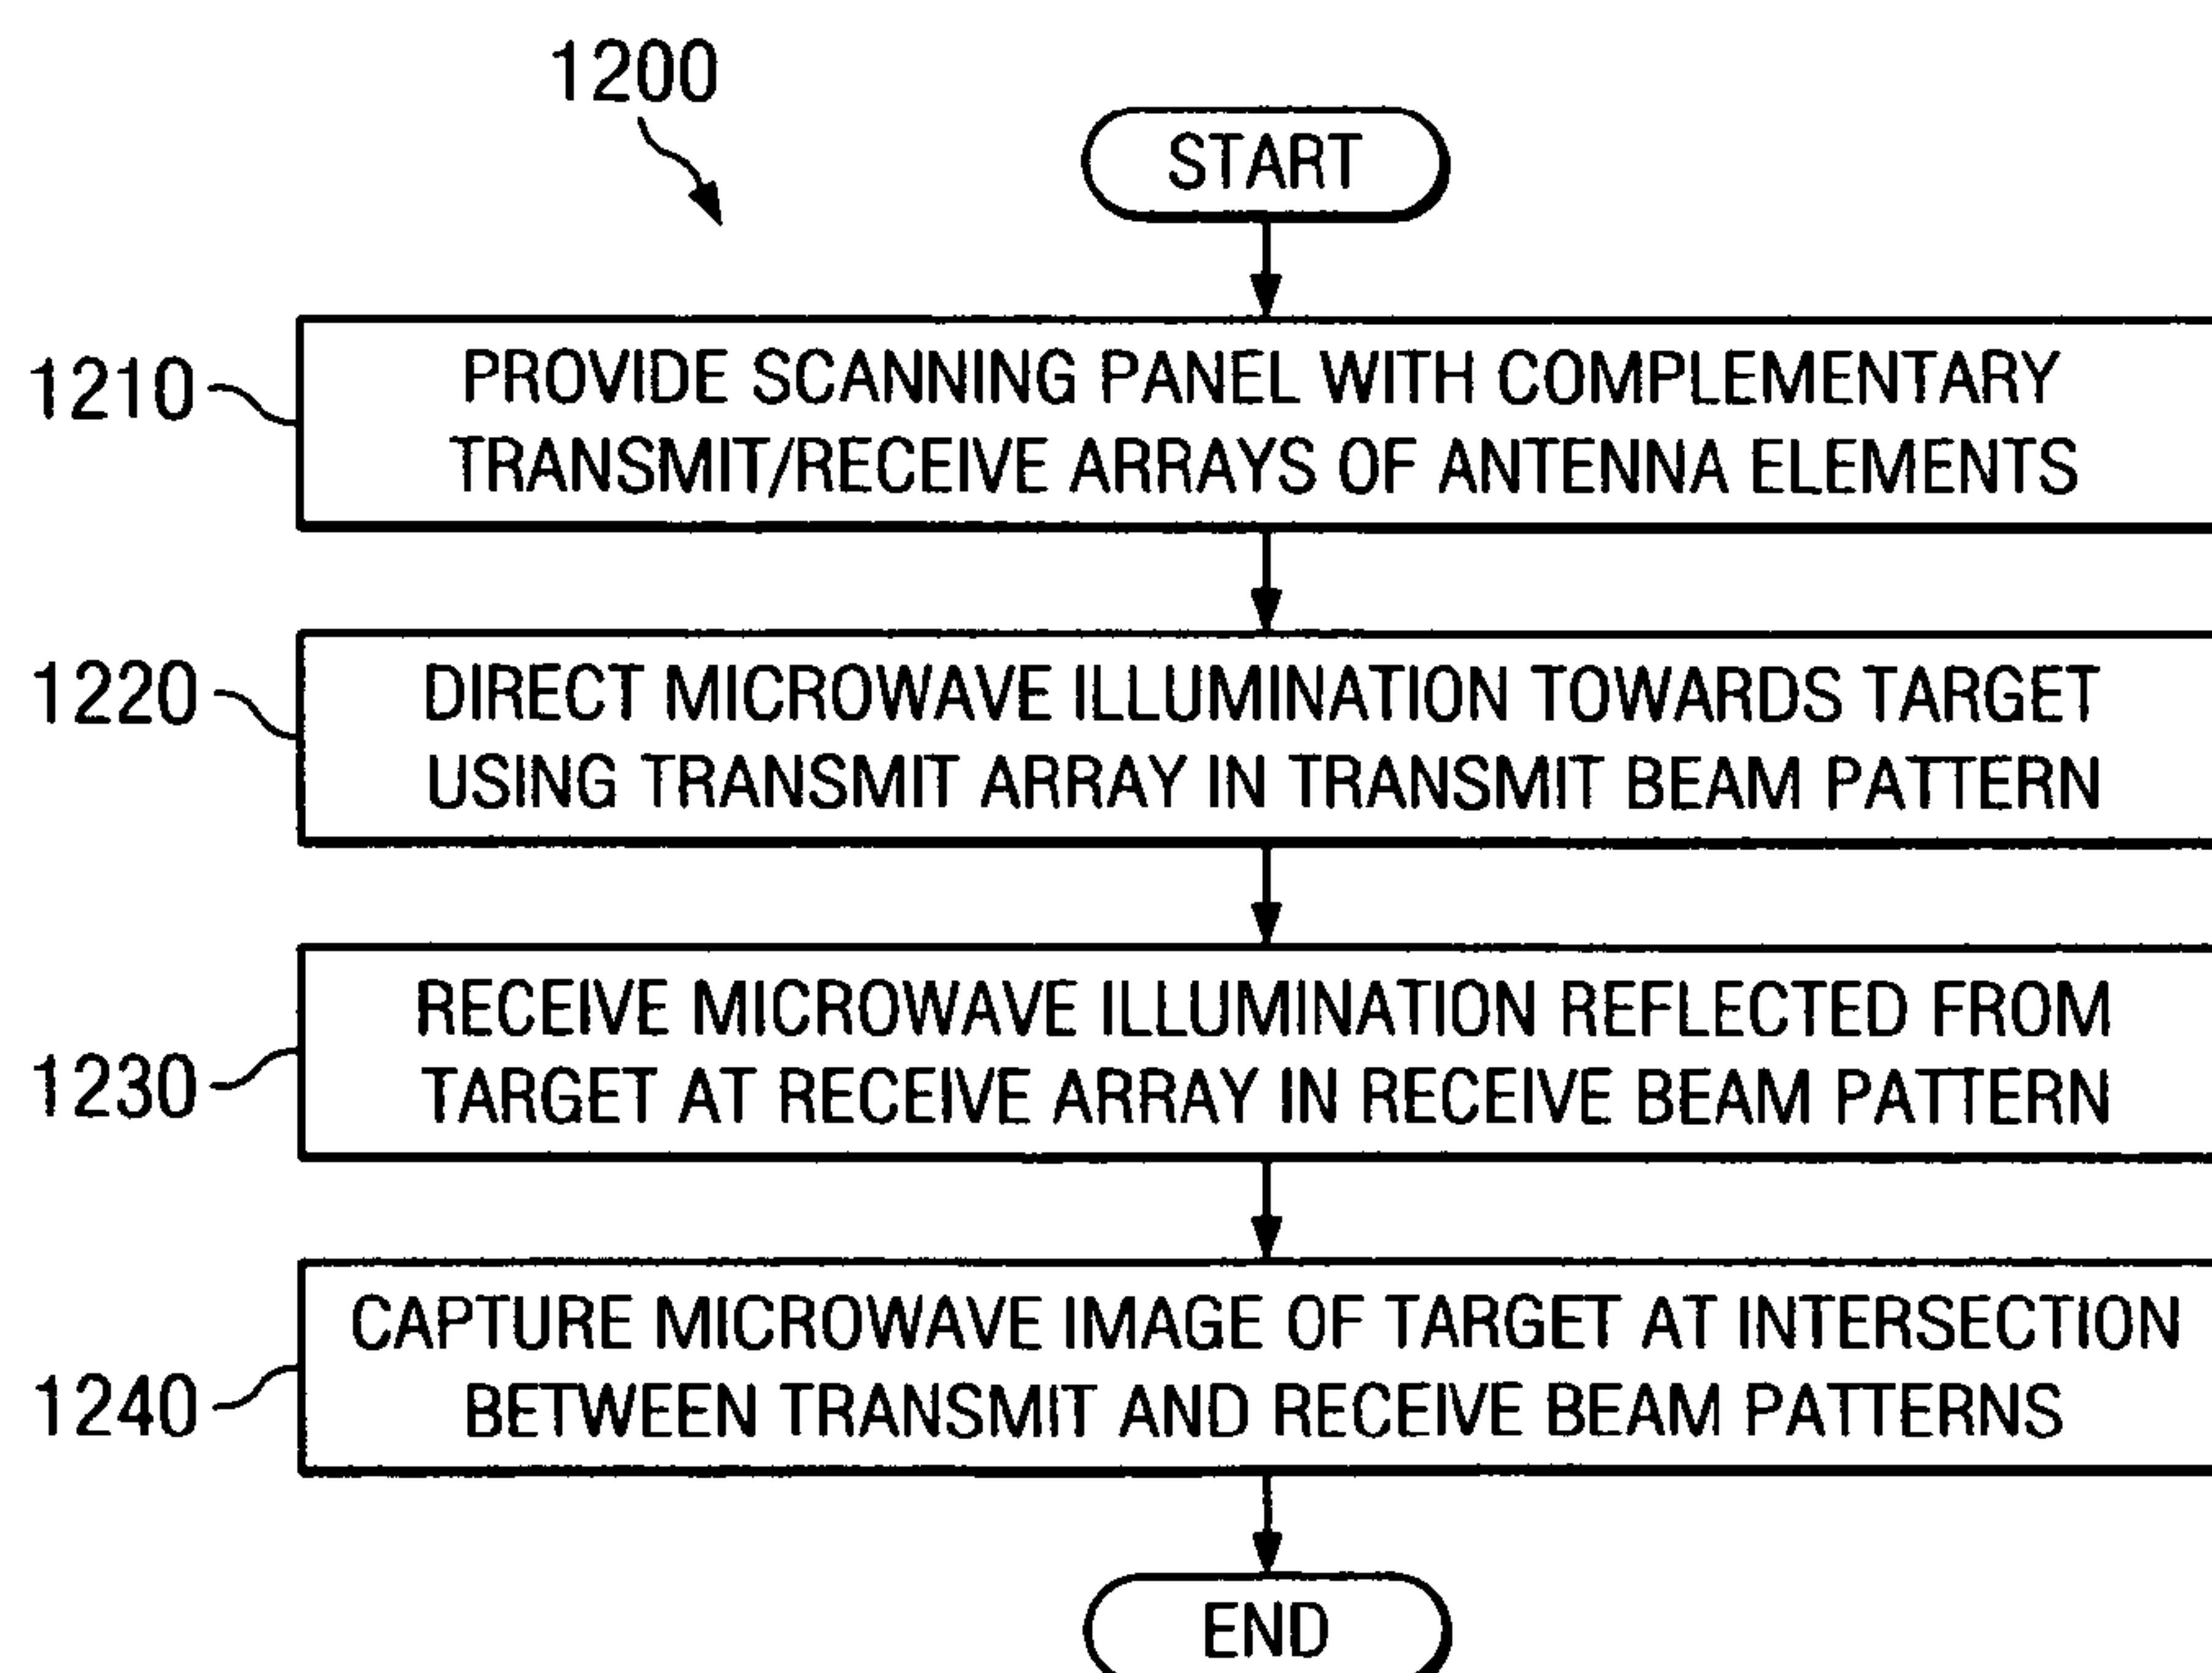 1200
START
1210
PROVIDE SCANNING PANEL WITH COMPLEMENTARY
TRANSMIT/RECEIVE ARRAYS OF ANTENNA ELEMENTS
1220
DIRECT MICROWAVE ILLUMINATION TOWARDS TARGET
USING TRANSMIT ARRAY IN TRANSMIT BEAM PATTERN
1230
RECEIVE MICROWAVE ILLUMINATION REFLECTED FROM
TARGET AT RECEIVE ARRAY IN RECEIVE BEAM PATTERN
1240
CAPTURE MICROWAVE IMAGE OF TARGET AT INTERSECTION
BETWEEN TRANSMIT AND RECEIVE BEAM PATTERNS
END